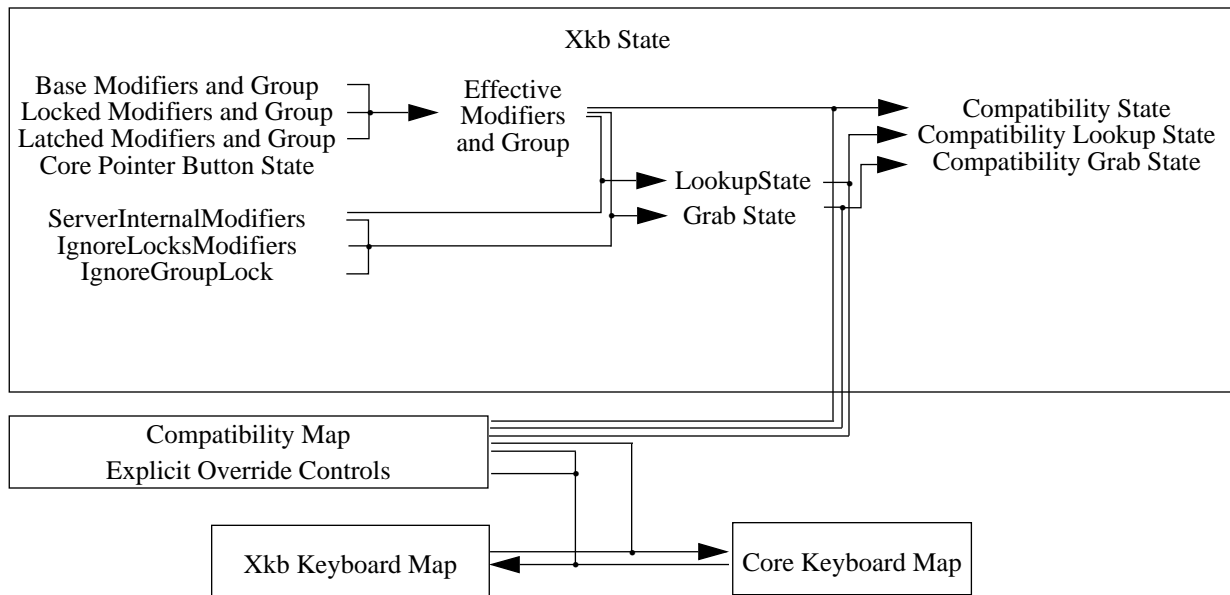 Xkb State
Base Modifiers and Group
Locked Modifiers and Group
Latched Modifiers and Group
Core Pointer Button State
Effective
Modifiers
and Group
Compatibility State
Compatibility Lookup State
Compatibility Grab State
LookupState
Grab State
ServerInternalModifiers
IgnoreLocksModifiers
IgnoreGroupLock
Compatibility Map
Explicit Override Controls
Xkb Keyboard Map
Core Keyboard Map